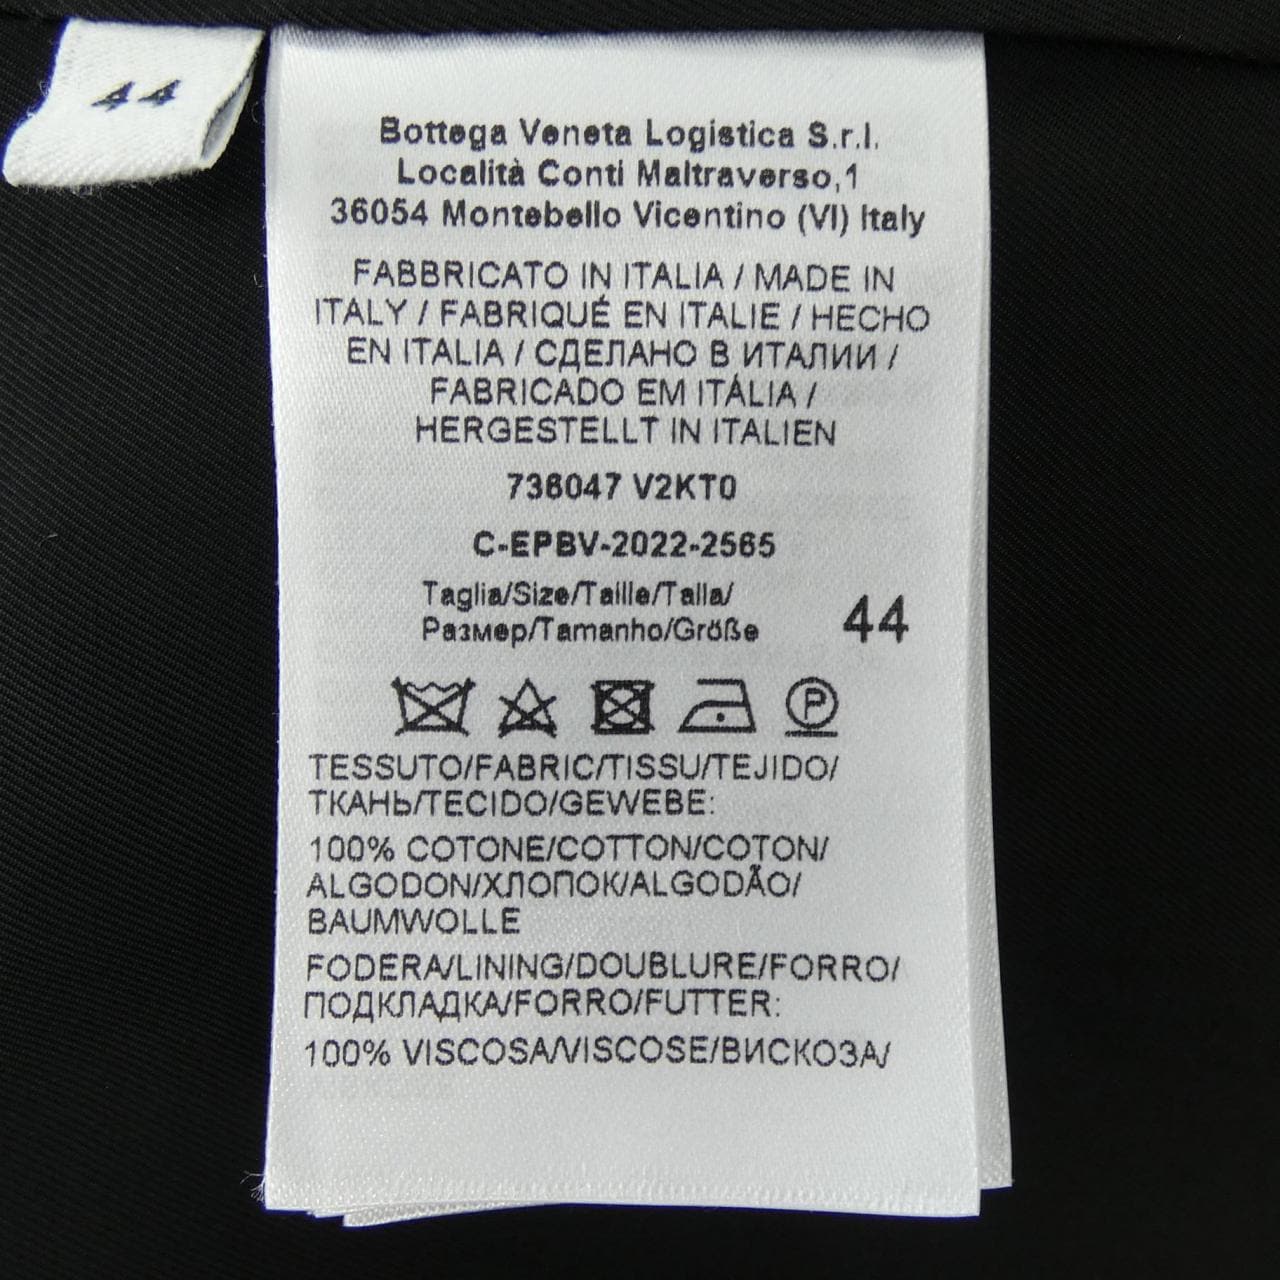 44
Bottega Veneta Logistica S.r.l.
Località Conti Maltraverso,1
36054 Montebello Vicentino (VI) Italy
FABBRICATO IN ITALIA / MADE IN
ITALY / FABRIQUÉ EN ITALIE / HECHO
EN ITALIA / СДЕЛАНО В ИТАЛИИ /
FABRICADO EM ITÁLIA /
HERGESTELLT IN ITALIEN
736047 V2KT0
C-EPBV-2022-2565
Taglia/Size/Taille/Talla/
Размер/Tamanho/Größe 44
P
TESSUTO/FABRIC/TISSU/TEJIDO/
ТКАНЬ/TECIDO/GEWEBE:
100% COTONE/COTTON/COTON/
ALGODON/ХЛОПОК/ALGODÃO/
BAUMWOLLE
FODERA/LINING/DOUBLURE/FORRO/
ПОДКЛАДКА/FORRO/FUTTER:
100% VISCOSA/VISCOSE/ВИСКОЗА/